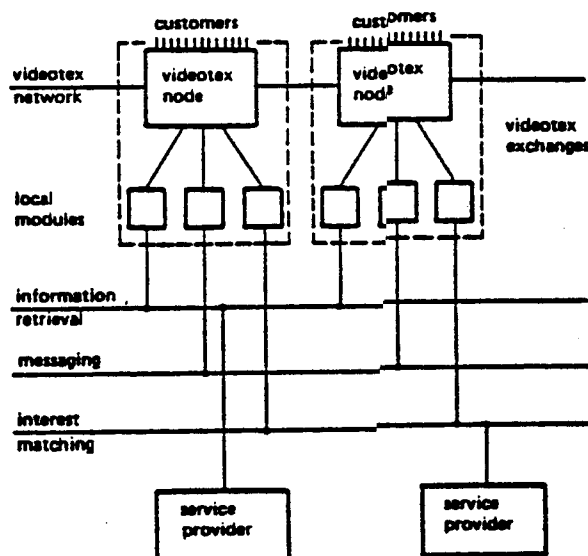 customers
customers
videotex
network
videotex
node
videotex
node
videotex
exchanges
local
modules
information
retrieval
messaging
interest
matching
service
provider
service
provider